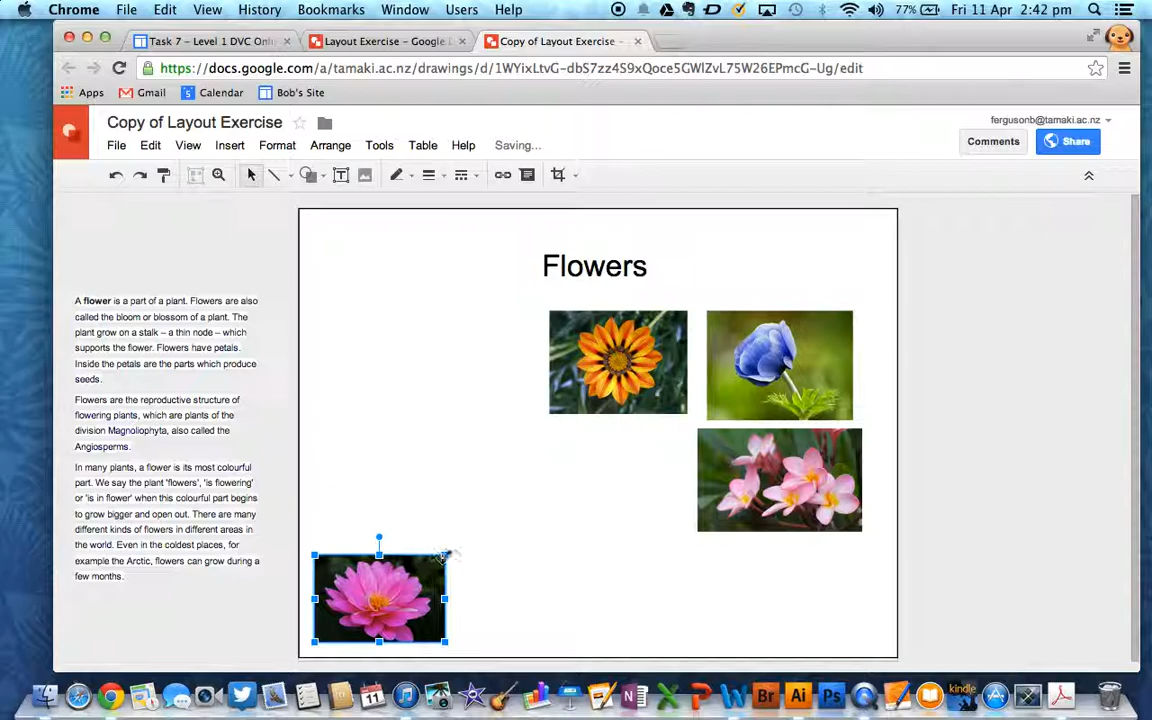 Chrome File Edit View History Bookmarks Window Users Help 77% Fri 11 Apr 2:42 pm
Task 7 – Level 1 DVC Onli
Layout Exercise – Google
Copy of Layout Exercise –
https://docs.google.com/a/tamaki.ac.nz/drawings/d/1WYixLtvG-dbS7zz4S9xQoce5GWlZvL75W26EPmcG-Ug/edit
Apps Gmail Calendar Bob's Site
Copy of Layout Exercise
fergusonb@tamaki.ac.nz
File Edit View Insert Format Arrange Tools Table Help Saving...
Comments Share
Flowers
A flower is a part of a plant. Flowers are also
called the bloom or blossom of a plant. The
plant grow on a stalk – a thin node – which
supports the flower. Flowers have petals.
Inside the petals are the parts which produce
seeds.
Flowers are the reproductive structure of
flowering plants, which are plants of the
division Magnoliophyta, also called the
Angiosperms.
In many plants, a flower is its most colourful
part. We say the plant 'flowers', 'is flowering'
or 'is in flower' when this colourful part begins
to grow bigger and open out. There are many
different kinds of flowers in different areas in
the world. Even in the coldest places, for
example the Arctic, flowers can grow during a
few months.
11
kindle
Br Ai Ps